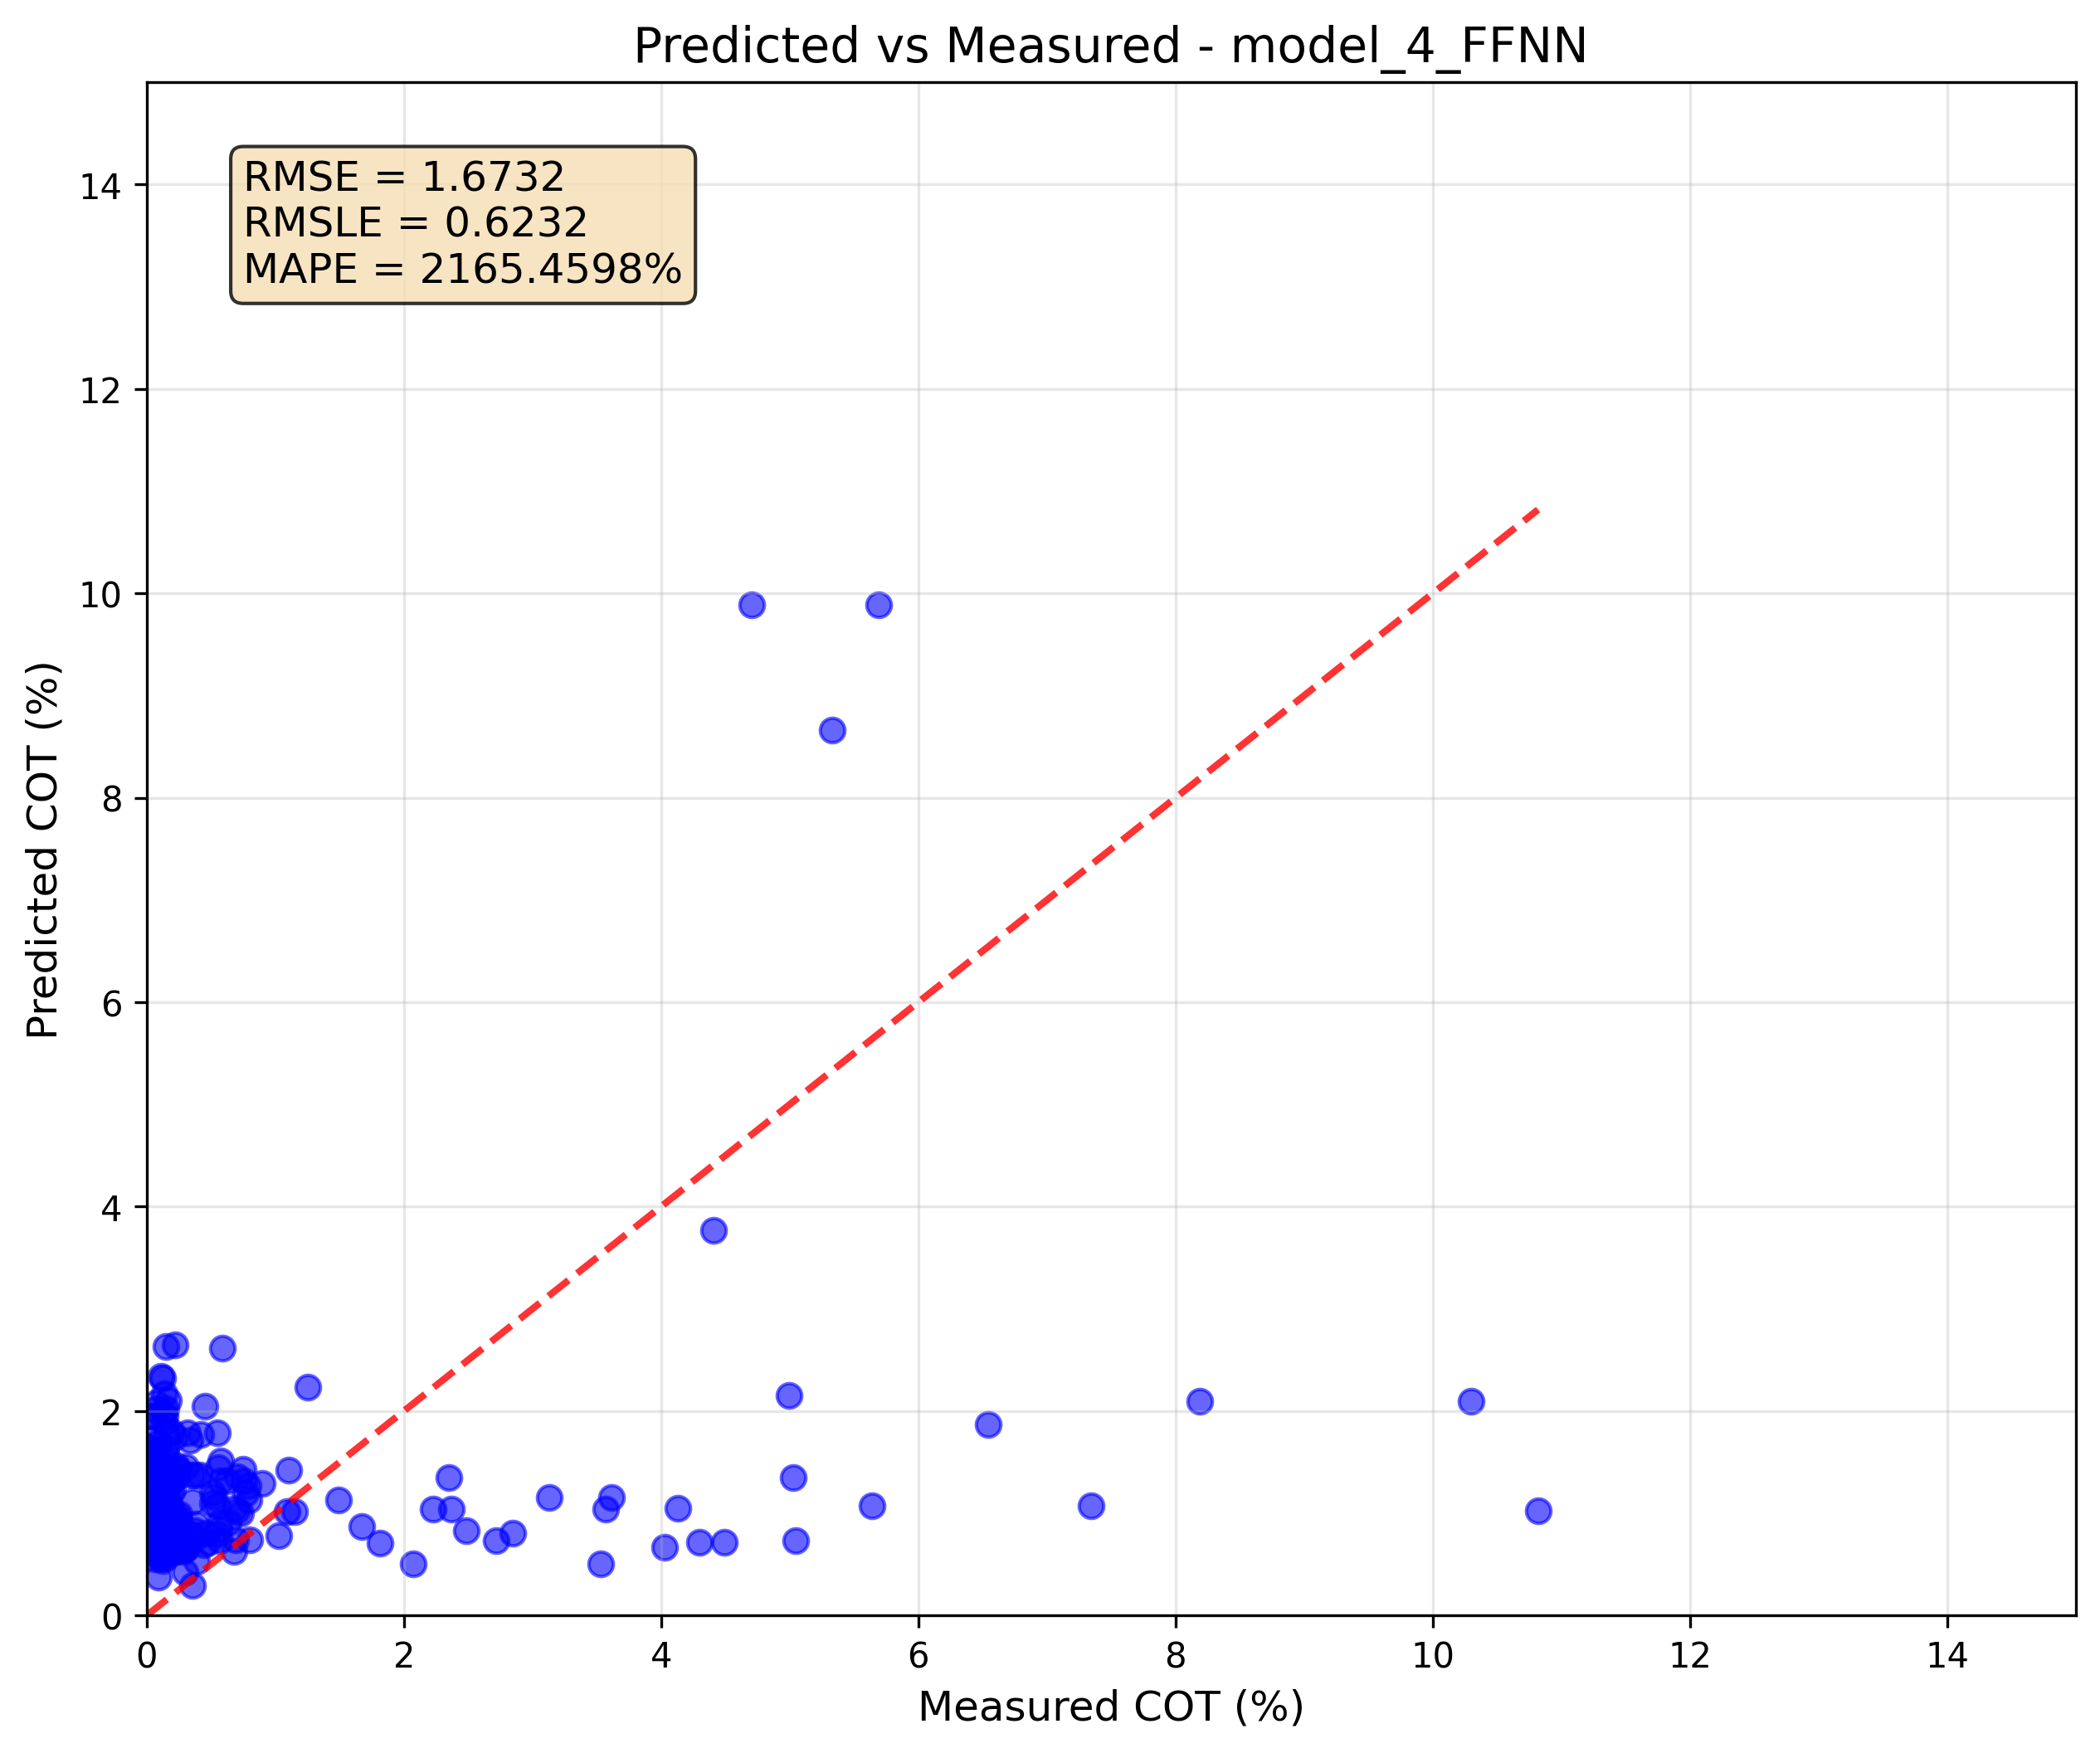 Predicted vs Measured - model_4_FFNN
RMSE = 1.6732
RMSLE = 0.6232
MAPE = 2165.4598%
Predicted COT (%)
14
12
10
8
6
4
2
0
0 2 4 6 8 10 12 14
Measured COT (%)